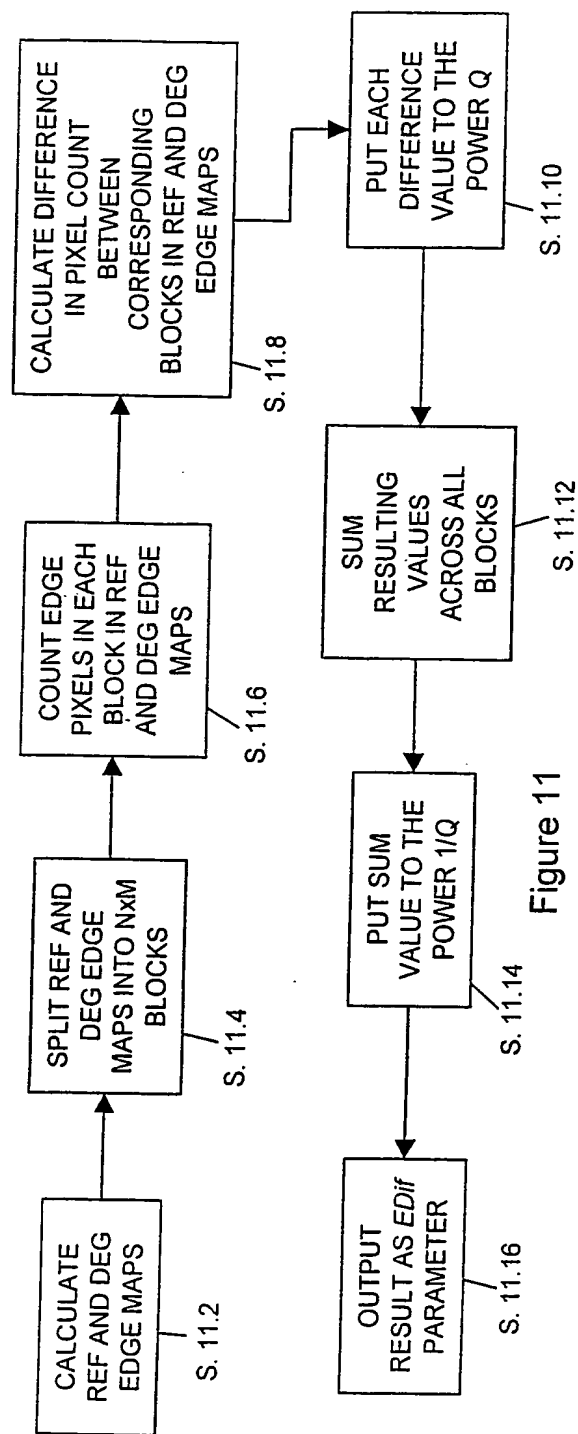 CALCULATE
REF AND DEG
EDGE MAPS
S. 11.2
SPLIT REF AND
DEG EDGE
MAPS INTO NxM
BLOCKS
S. 11.4
COUNT EDGE
PIXELS IN EACH
BLOCK IN REF
AND DEG EDGE
MAPS
S. 11.6
CALCULATE DIFFERENCE
IN PIXEL COUNT
BETWEEN
CORRESPONDING
BLOCKS IN REF AND DEG
EDGE MAPS
S. 11.8
PUT EACH
DIFFERENCE
VALUE TO THE
POWER Q
S. 11.10
SUM
RESULTING
VALUES
ACROSS ALL
BLOCKS
S. 11.12
PUT SUM
VALUE TO THE
POWER 1/Q
S. 11.14
OUTPUT
RESULT AS EDif
PARAMETER
S. 11.16
Figure 11